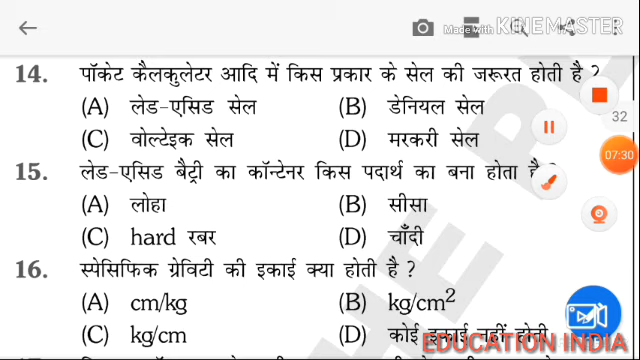 Made with KINEMASTER
14. पॉकेट कैलकुलेटर आदि में किस प्रकार के सेल की जरूरत होती है ?
(A) लेड-एसिड सेल (B) डेनियल सेल
32
(C) वोल्टेइक सेल (D) मरकरी सेल
07:30
15. लेड-एसिड बैट्री का कॉन्टेनर किस पदार्थ का बना होता है ?
(A) लोहा (B) सीसा
(C) hard रबर (D) चाँदी
16. स्पेसिफिक ग्रेविटी की इकाई क्या होती है ?
(A) cm/kg (B) kg/cm²
(C) kg/cm (D) कोई इकाई नहीं होती
EDUCATION INDIA